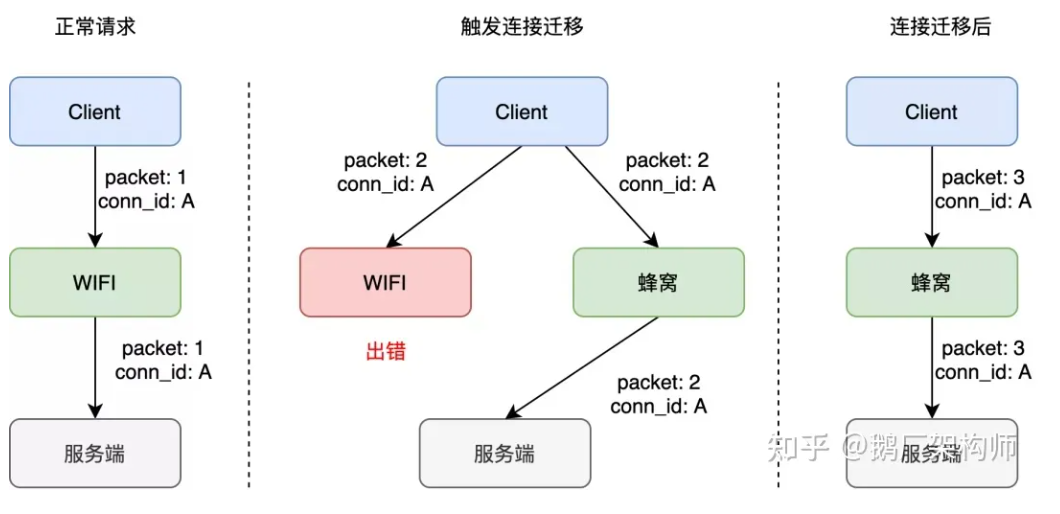 正常请求
Client
packet: 1
conn_id: A
WIFI
packet: 1
conn_id: A
服务端
触发连接迁移
Client
packet: 2
conn_id: A
packet: 2
conn_id: A
WIFI
蜂窝
出错
packet: 2
conn_id: A
服务端
连接迁移后
Client
packet: 3
conn_id: A
蜂窝
packet: 3
conn_id: A
服务端
知乎 @鹅厂架构师